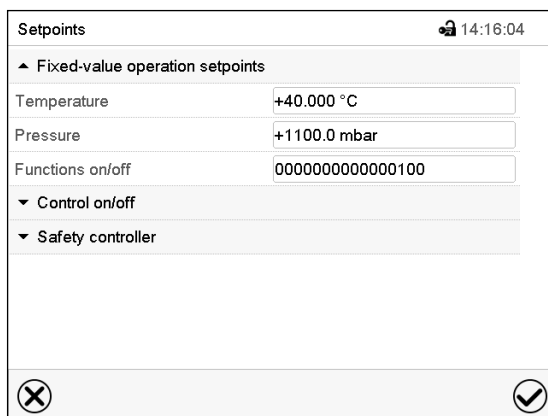 Setpoints 14:16:04
Fixed-value operation setpoints
Temperature +40.000 °C
Pressure +1100.0 mbar
Functions on/off 0000000000000100
Control on/off
Safety controller